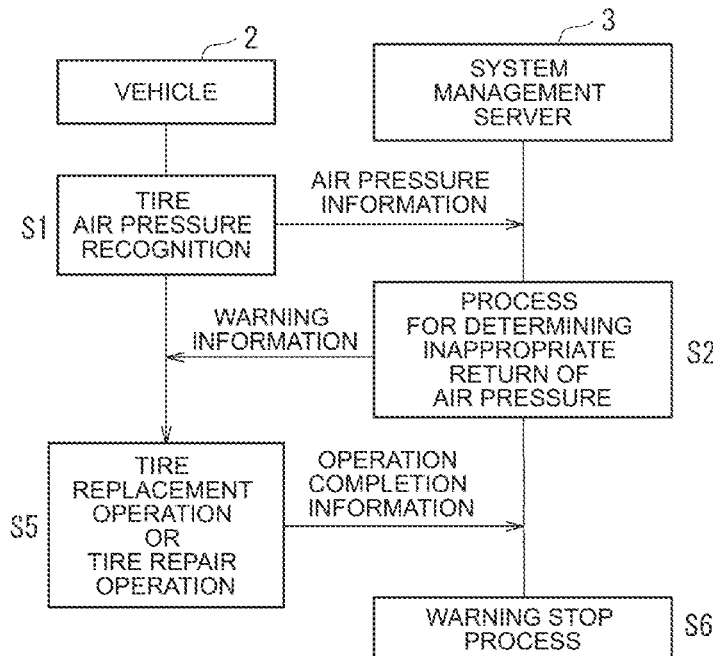 2
3
VEHICLE
SYSTEM
MANAGEMENT
SERVER
S1
TIRE
AIR PRESSURE
RECOGNITION
AIR PRESSURE
INFORMATION
WARNING
INFORMATION
PROCESS
FOR DETERMINING
INAPPROPRIATE
RETURN OF
AIR PRESSURE
S2
S5
TIRE
REPLACEMENT
OPERATION
OR
TIRE REPAIR
OPERATION
OPERATION
COMPLETION
INFORMATION
WARNING STOP
PROCESS
S6